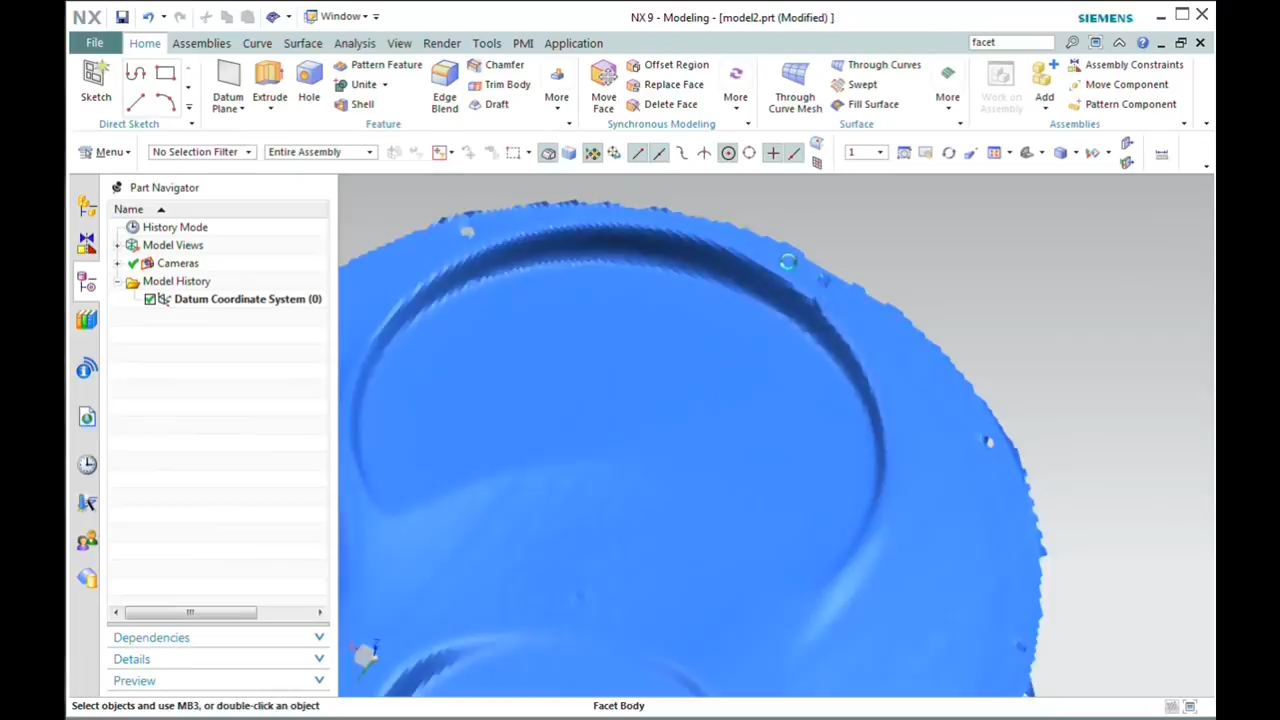 NX
Window
NX 9 - Modeling - [model2.prt (Modified) ]
SIEMENS
File
Home
Assemblies
Curve
Surface
Analysis
View
Render
Tools
PMI
Application
facet
Sketch
Direct Sketch
Datum Plane
Extrude
Hole
Pattern Feature
Unite
Shell
Edge Blend
Chamfer
Trim Body
Draft
More
Feature
Move Face
Offset Region
Replace Face
Delete Face
More
Synchronous Modeling
Through Curve Mesh
Through Curves
Swept
Fill Surface
More
Surface
Work on Assembly
Add
Assembly Constraints
Move Component
Pattern Component
Assemblies
Menu
No Selection Filter
Entire Assembly
1
Part Navigator
Name
History Mode
Model Views
Cameras
Model History
Datum Coordinate System (0)
Dependencies
Details
Preview
Select objects and use MB3, or double-click an object
Facet Body